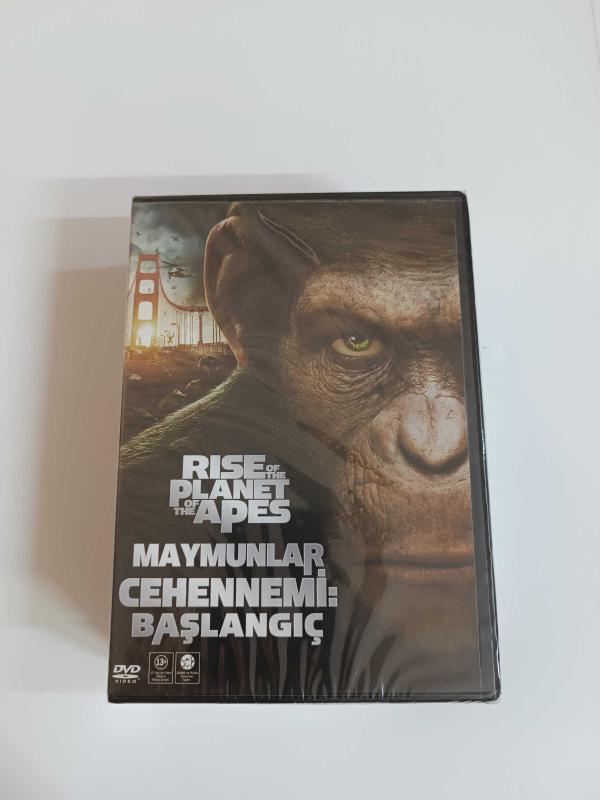 RISE OF THE
PLANET
OF THE APES
MAYMUNLAR
CEHENNEMİ:
BAŞLANGIÇ
DVD
VIDEO
13+